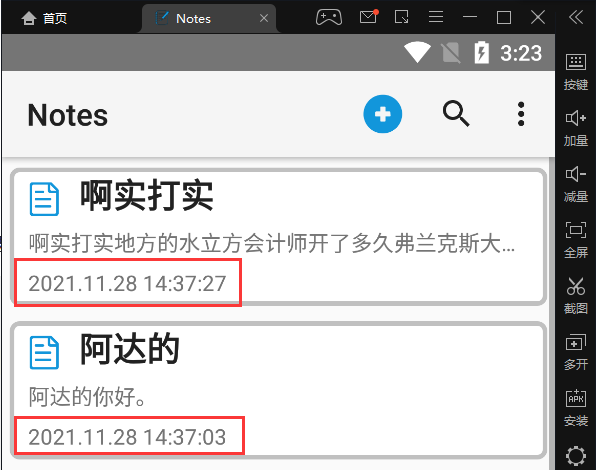 首页
Notes
3:23
Notes
啊实打实
啊实打实地方的水立方会计师开了多久弗兰克斯大...
2021.11.28 14:37:27
阿达的
阿达的你好。
2021.11.28 14:37:03
按键
加量
减量
全屏
截图
多开
APK
安装